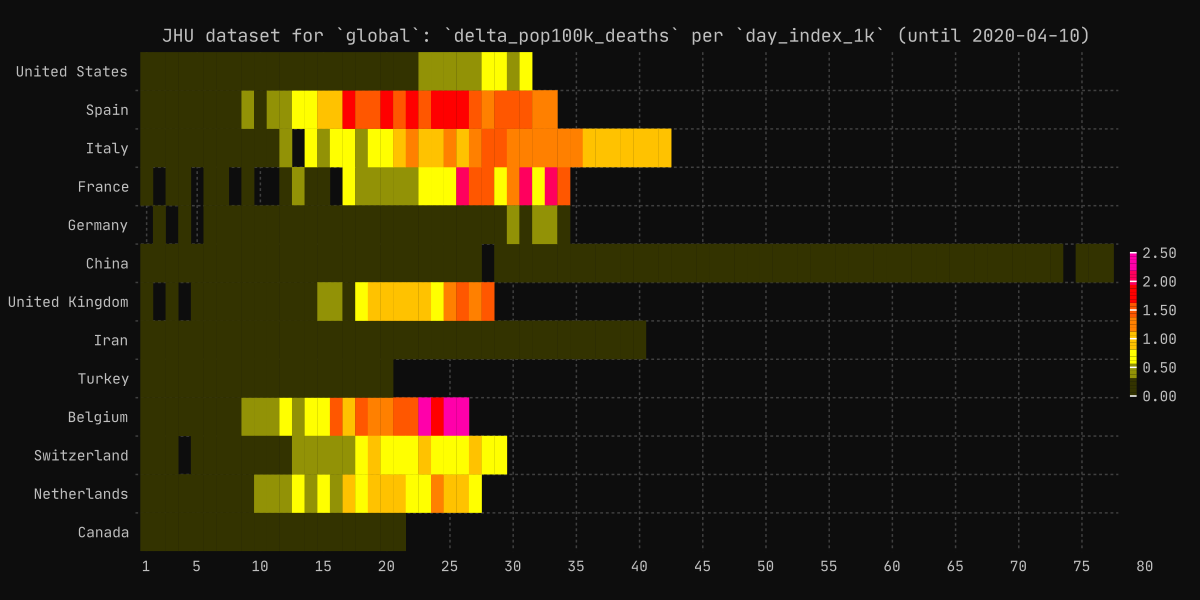 JHU dataset for `global`: `delta_pop100k_deaths` per `day_index_1k` (until 2020-04-10)
United States
Spain
Italy
France
Germany
China
United Kingdom
Iran
Turkey
Belgium
Switzerland
Netherlands
Canada
1 5 10 15 20 25 30 35 40 45 50 55 60 65 70 75 80
2.50
2.00
1.50
1.00
0.50
0.00